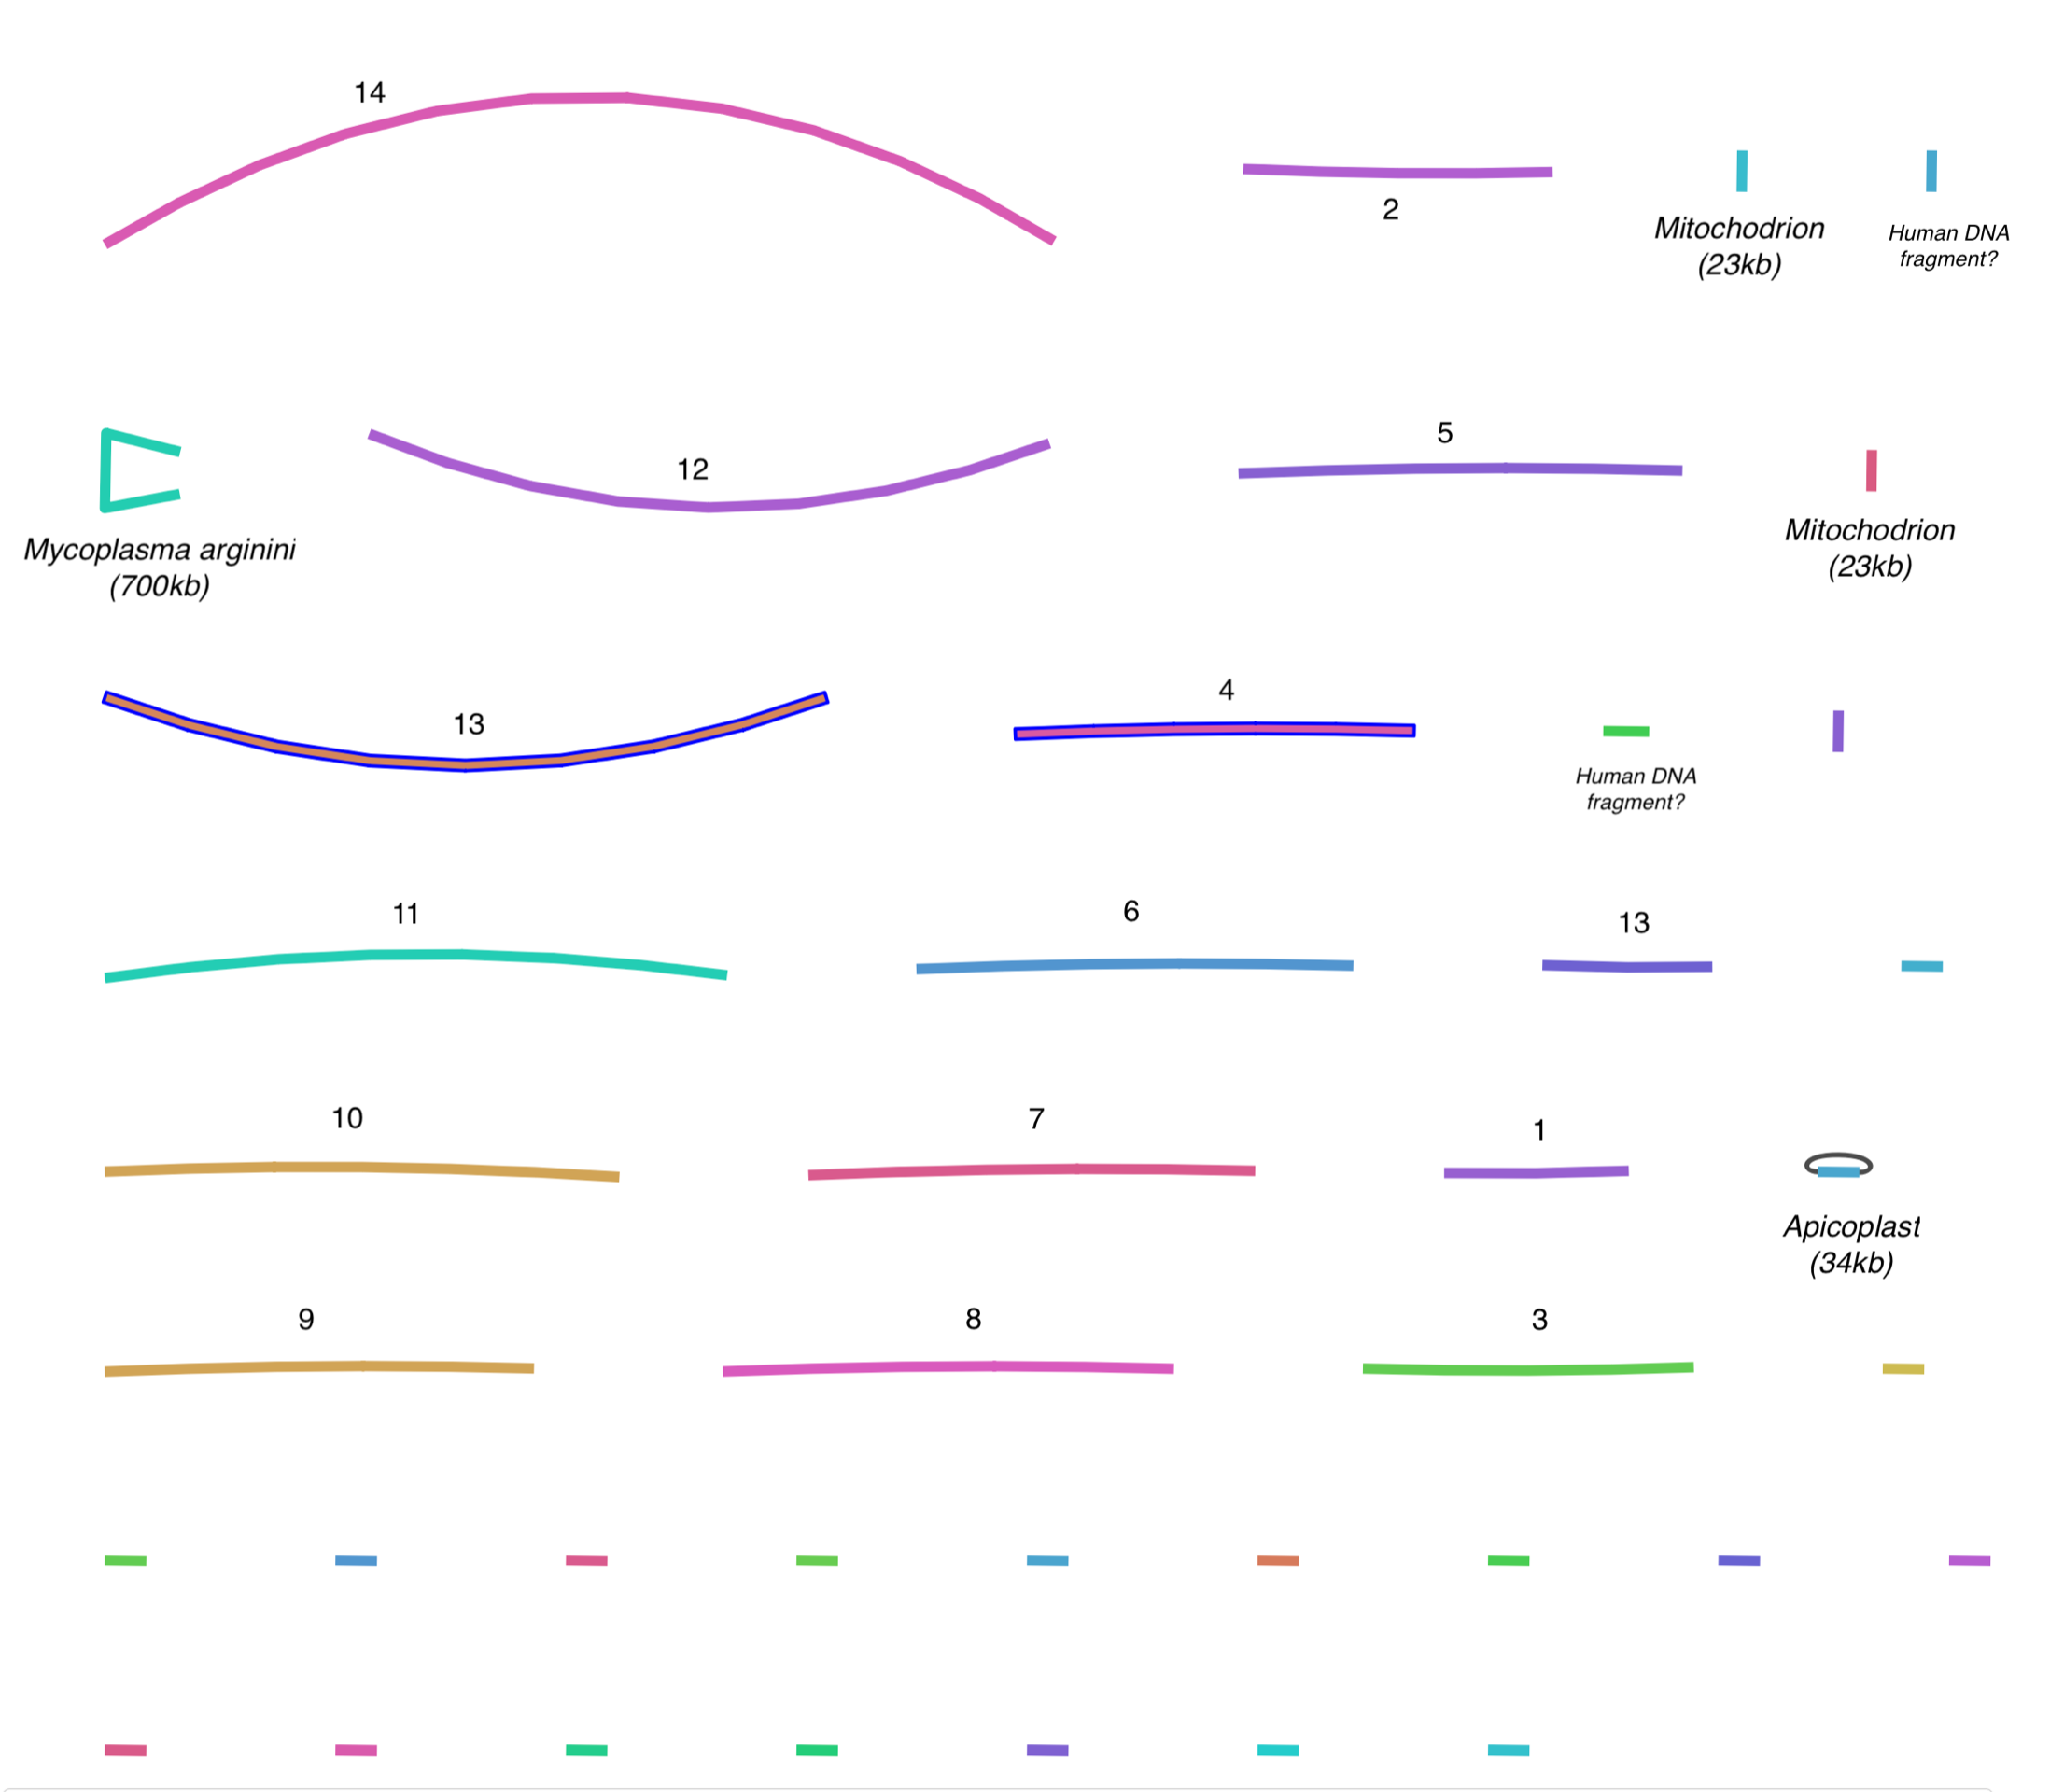 14
2
Mitochodrion
(23kb)
Human DNA
fragment?
Mycoplasma arginini
(700kb)
12
5
Mitochodrion
(23kb)
13
4
Human DNA
fragment?
11
6
13
10
7
1
Apicoplast
(34kb)
9
8
3